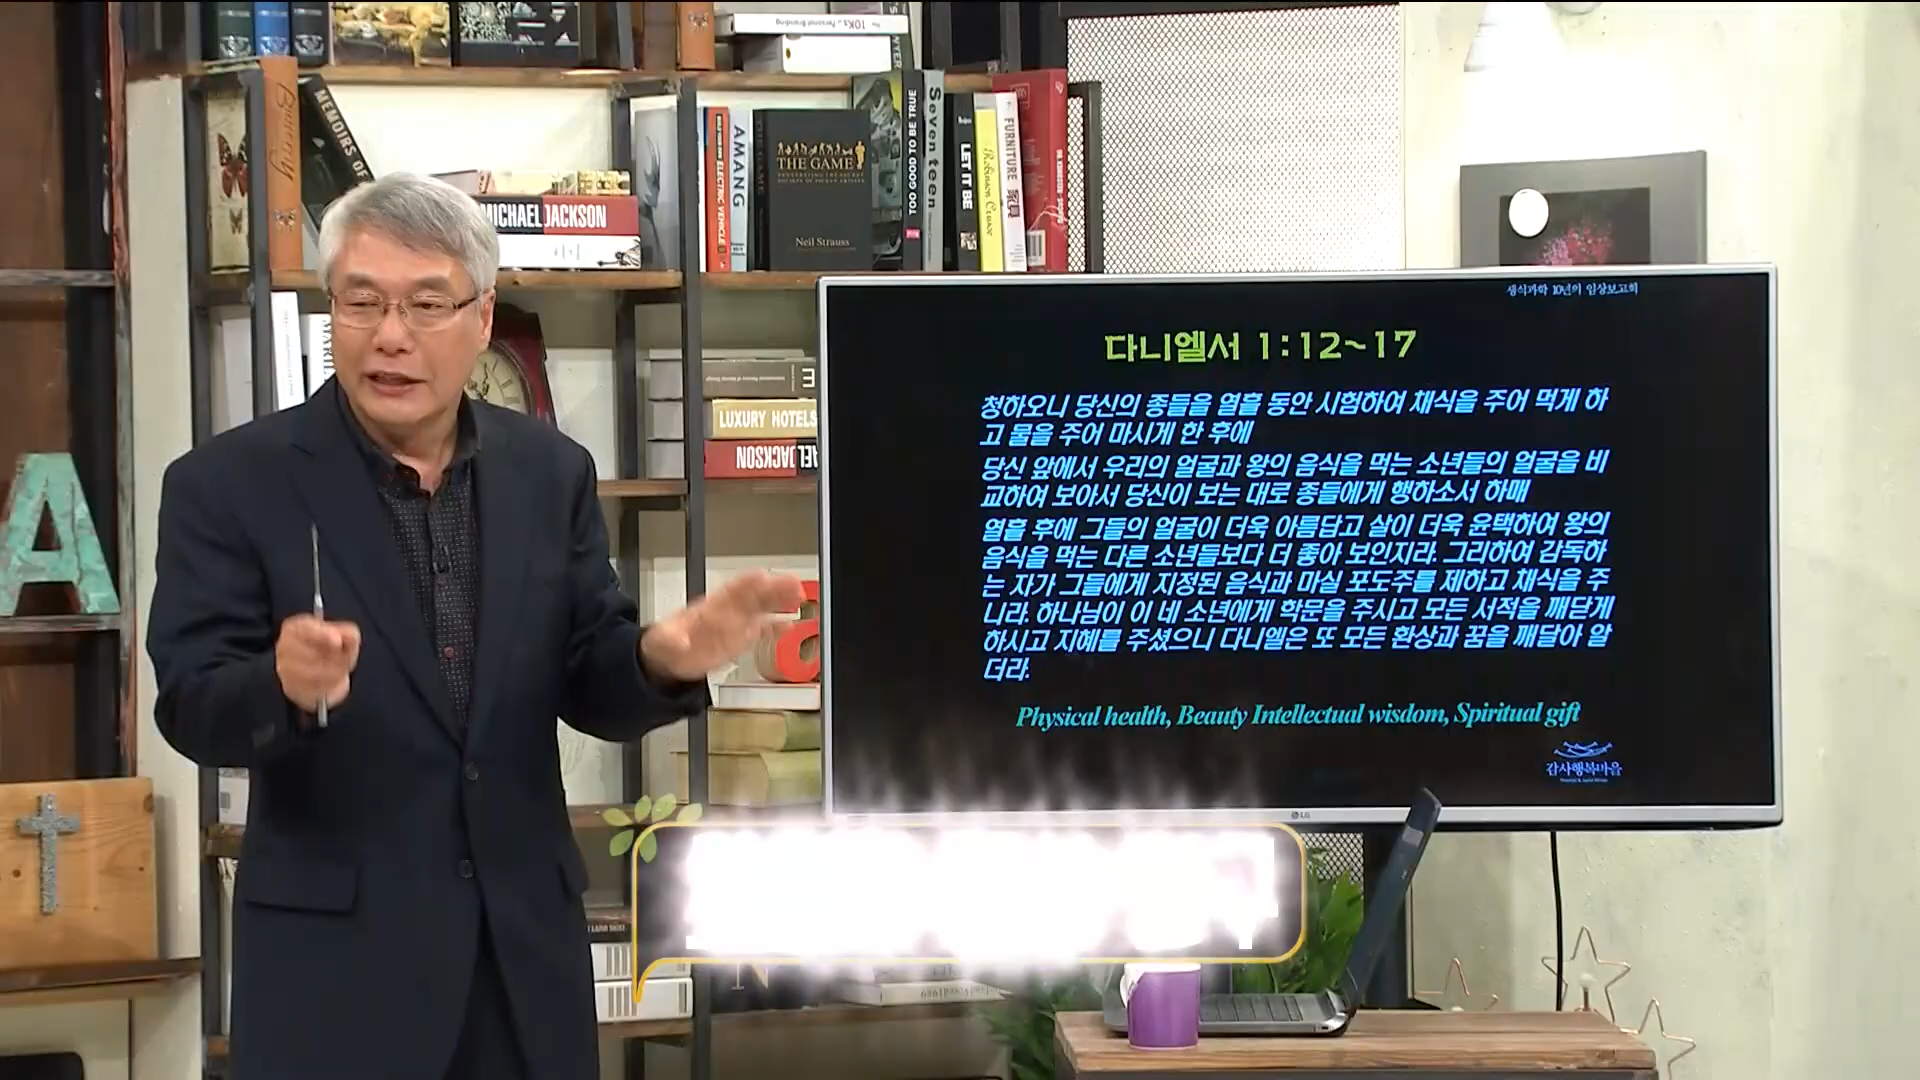 10Ks
Personal Branding
Burning
MEMOIRS OF
AMANG
ELECTRIC VEHICLE
THE GAME
Neil Strauss
TOO GOOD TO BE TRUE
Seven teen
LET IT BE
Robinson Crusoe
FURNITURE 家具
MICHAEL JACKSON
LUXURY HOTELS
JACKSON
생식과학 10년의 임상보고회
다니엘서 1:12~17
청하오니 당신의 종들을 열흘 동안 시험하여 채식을 주어 먹게 하
고 물을 주어 마시게 한 후에
당신 앞에서 우리의 얼굴과 왕의 음식을 먹는 소년들의 얼굴을 비
교하여 보아서 당신이 보는 대로 종들에게 행하소서 하매
열흘 후에 그들의 얼굴이 더욱 아름답고 살이 더욱 윤택하여 왕의
음식을 먹는 다른 소년들보다 더 좋아 보인지라. 그리하여 감독하
는 자가 그들에게 지정된 음식과 마실 포도주를 제하고 채식을 주
니라. 하나님이 이 네 소년에게 학문을 주시고 모든 서적을 깨닫게
하시고 지혜를 주셨으니 다니엘은 또 모든 환상과 꿈을 깨달아 알
더라.
Physical health, Beauty Intellectual wisdom, Spiritual gift
감사행복마을
LG
A